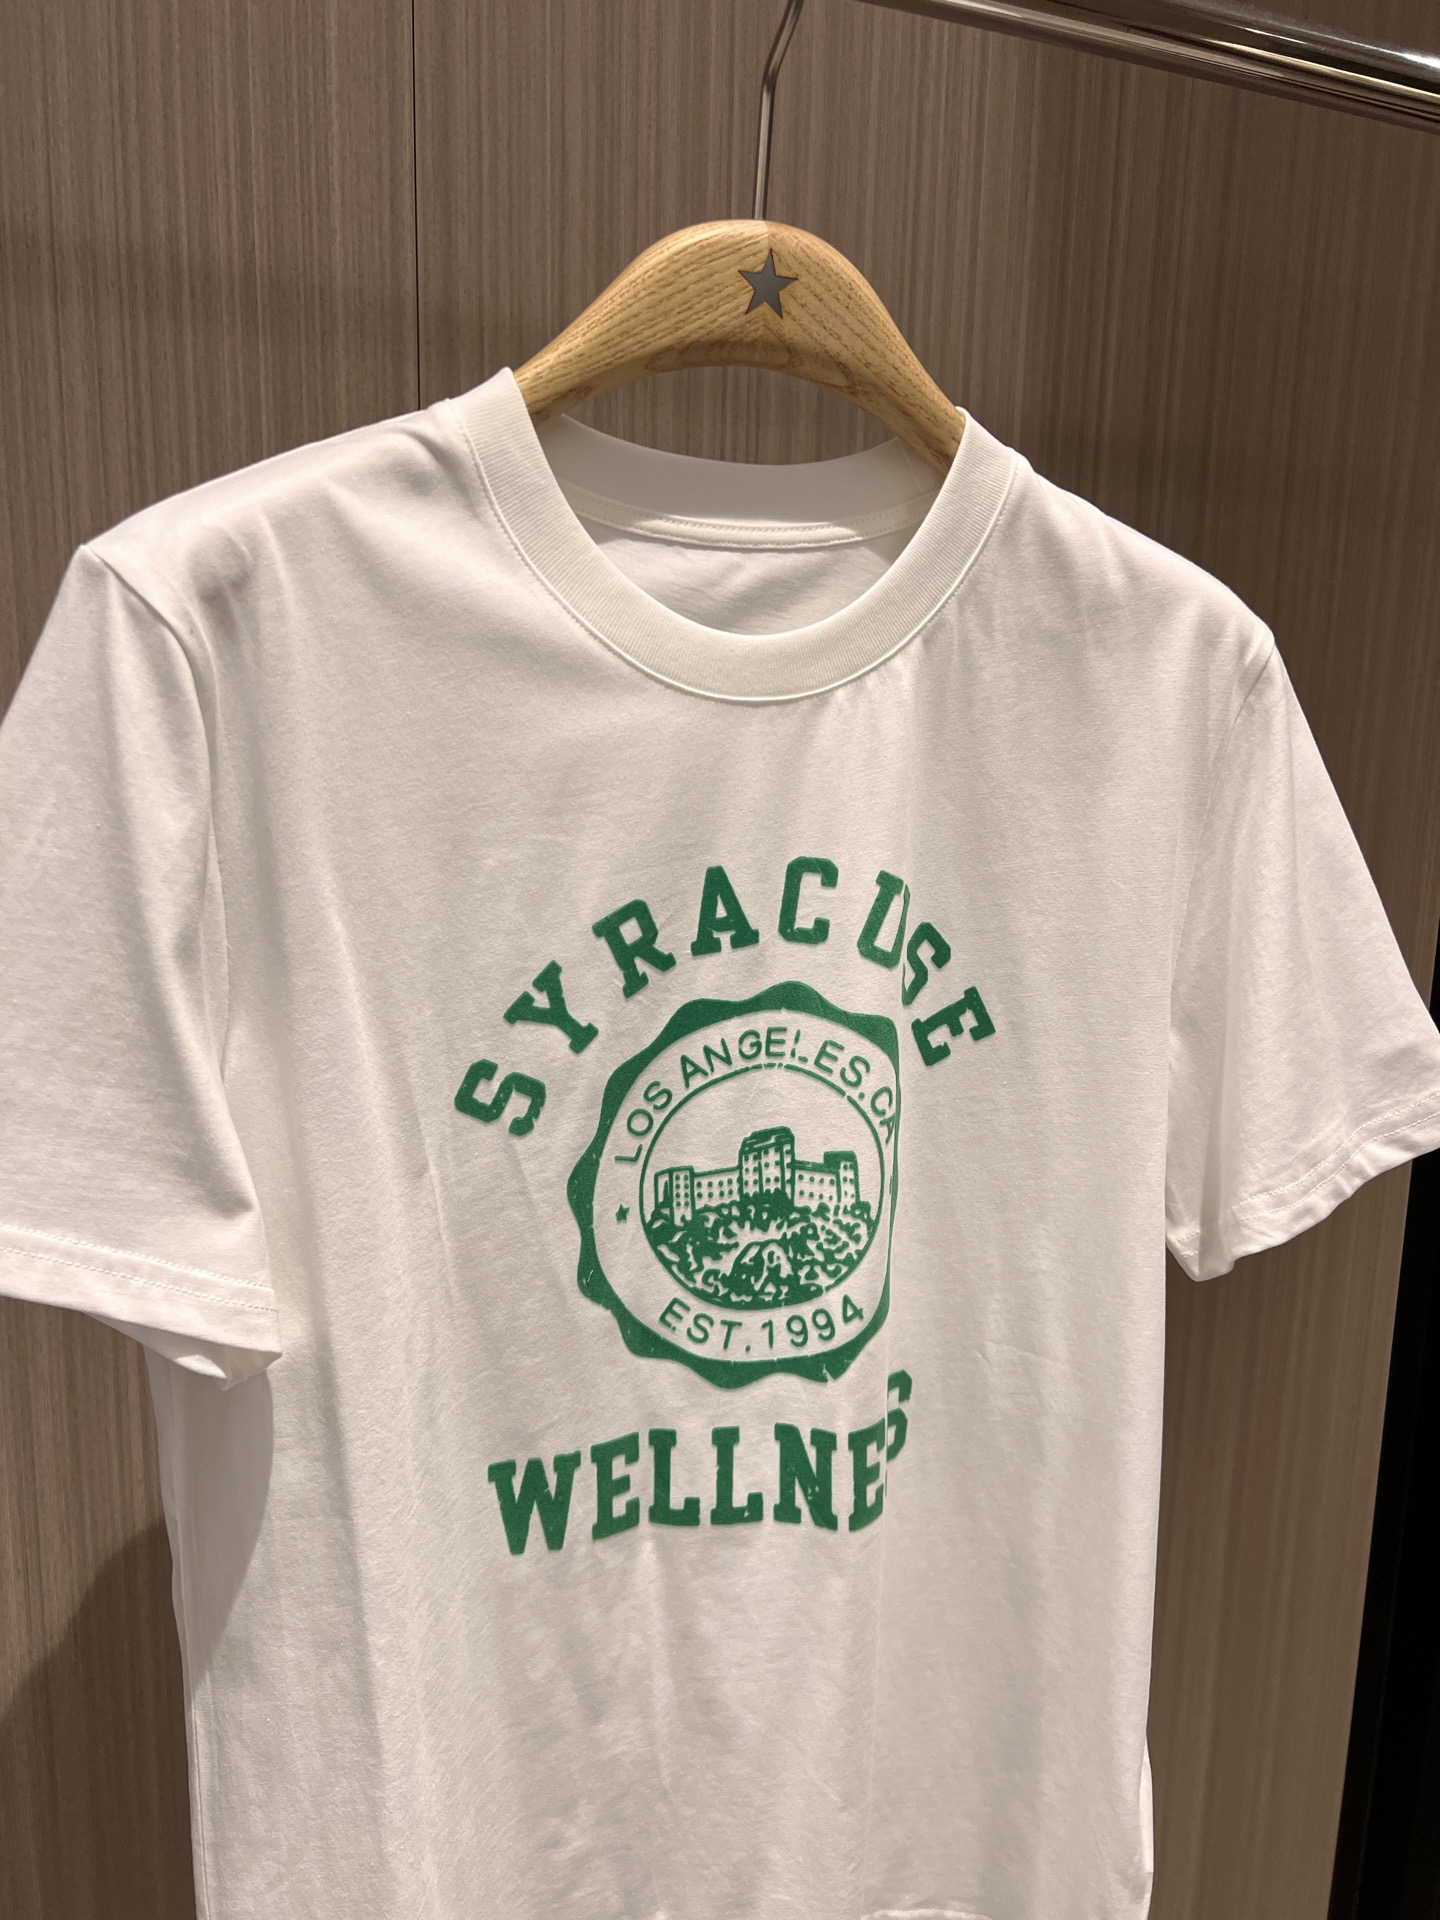 SYRACUSE
LOS ANGELES.CA
EST.1994
WELLNES